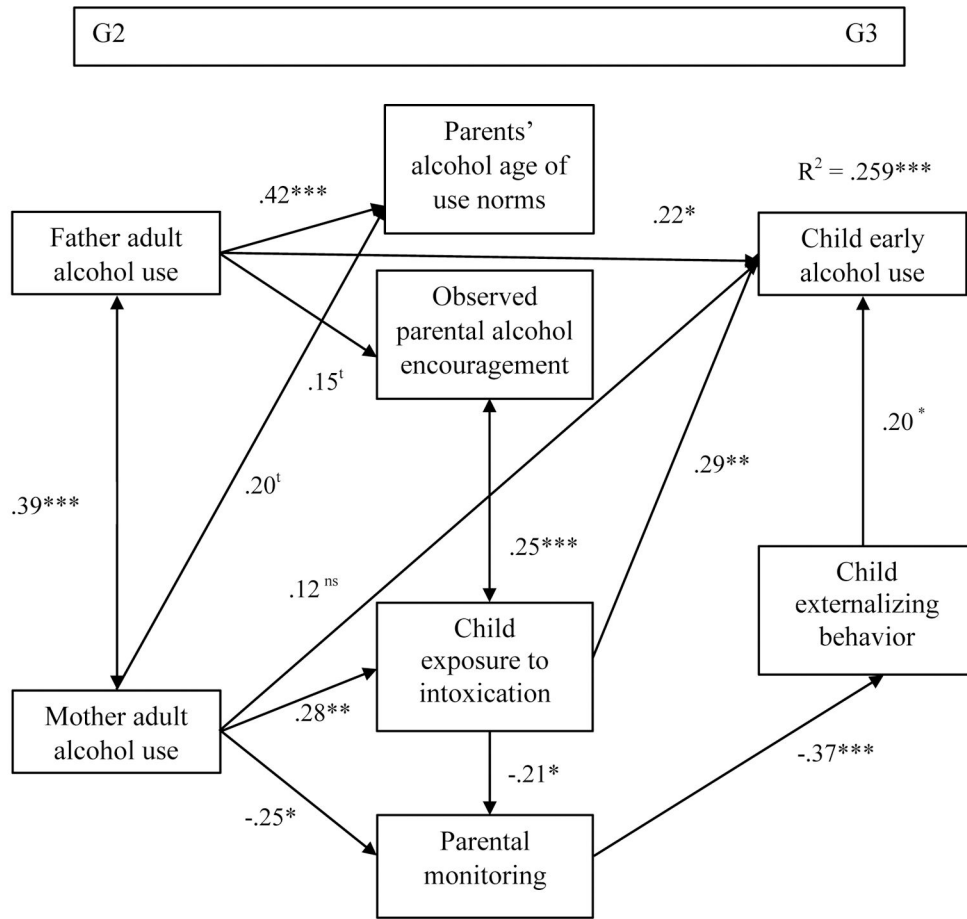 G2 G3
Parents’
alcohol age of
use norms
R² = .259***
.42***
.22*
Father adult
alcohol use
Child early
alcohol use
Observed
parental alcohol
encouragement
.15ᵗ
.20 *
.29**
.20ᵗ
.39***
.25***
.12 ⁿˢ
Child
externalizing
behavior
Child
exposure to
intoxication
Mother adult
alcohol use
.28**
-.37***
-.21*
-.25*
Parental
monitoring